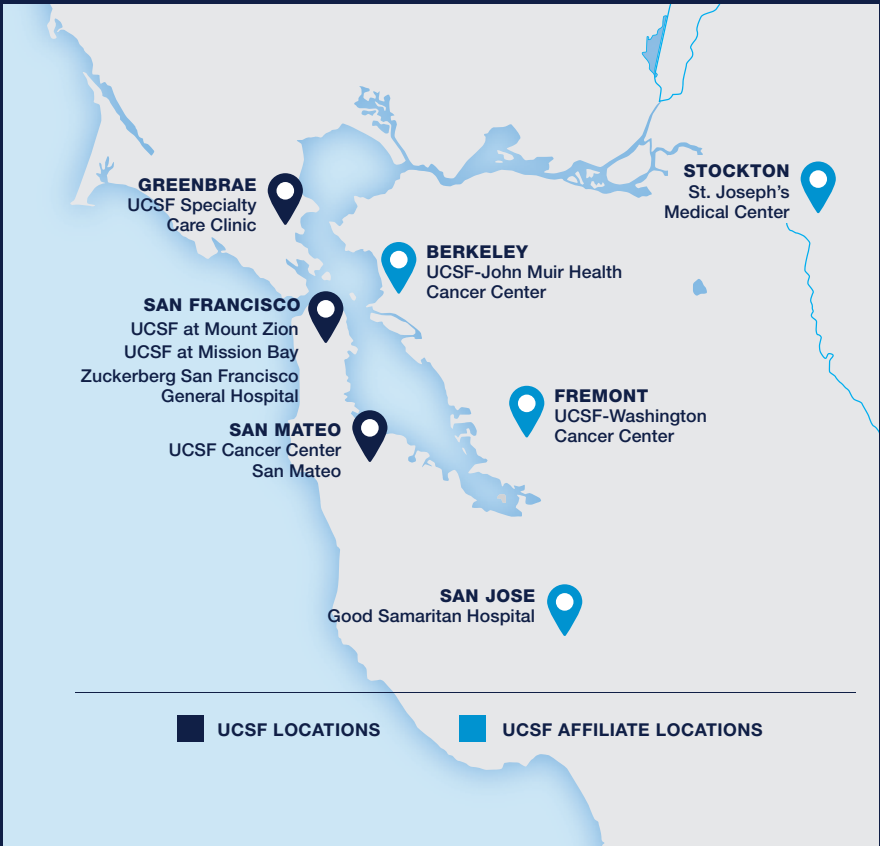 STOCKTON
St. Joseph's
Medical Center
GREENBRAE
UCSF Specialty
Care Clinic
BERKELEY
UCSF-John Muir Health
Cancer Center
SAN FRANCISCO
UCSF at Mount Zion
UCSF at Mission Bay
Zuckerberg San Francisco
General Hospital
FREMONT
UCSF-Washington
Cancer Center
SAN MATEO
UCSF Cancer Center
San Mateo
SAN JOSE
Good Samaritan Hospital
UCSF LOCATIONS
UCSF AFFILIATE LOCATIONS